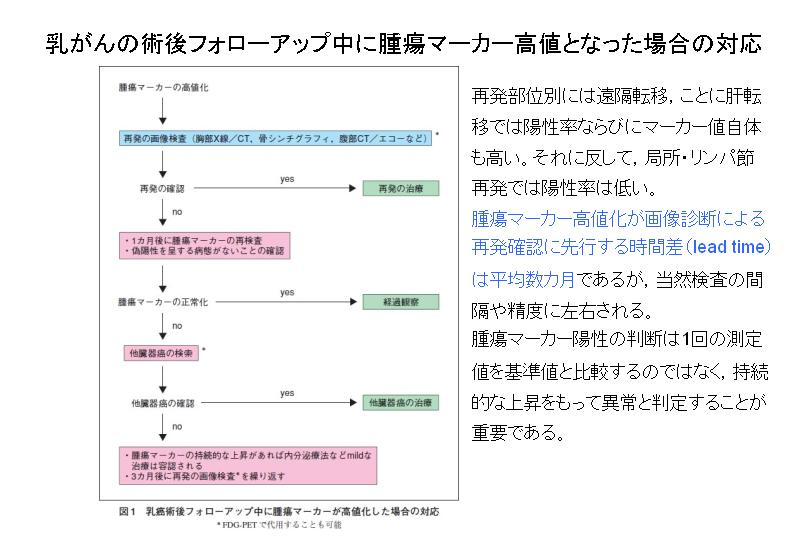 乳がんの術後フォローアップ中に腫瘍マーカー高値となった場合の対応
腫瘍マーカーの高値化
再発の画像検査（胸部X線／CT，骨シンチグラフィ，腹部CT／エコーなど）*
再発の確認
yes
再発の治療
no
・1カ月後に腫瘍マーカーの再検査
・偽陽性を呈する病態がないことの確認
腫瘍マーカーの正常化
yes
経過観察
no
他臓器癌の検索*
他臓器癌の確認
yes
他臓器癌の治療
no
・腫瘍マーカーの持続的な上昇があれば内分泌療法などmildな
治療は容認される
・3カ月後に再発の画像検査*を繰り返す
図1　乳癌術後フォローアップ中に腫瘍マーカーが高値化した場合の対応
*FDG-PETで代用することも可能
再発部位別には遠隔転移，ことに肝転
移では陽性率ならびにマーカー値自体
も高い。それに反して，局所・リンパ節
再発では陽性率は低い。
腫瘍マーカー高値化が画像診断による
再発確認に先行する時間差（lead time）
は平均数カ月であるが，当然検査の間
隔や精度に左右される。
腫瘍マーカー陽性の判断は1回の測定
値を基準値と比較するのではなく，持続
的な上昇をもって異常と判定することが
重要である。